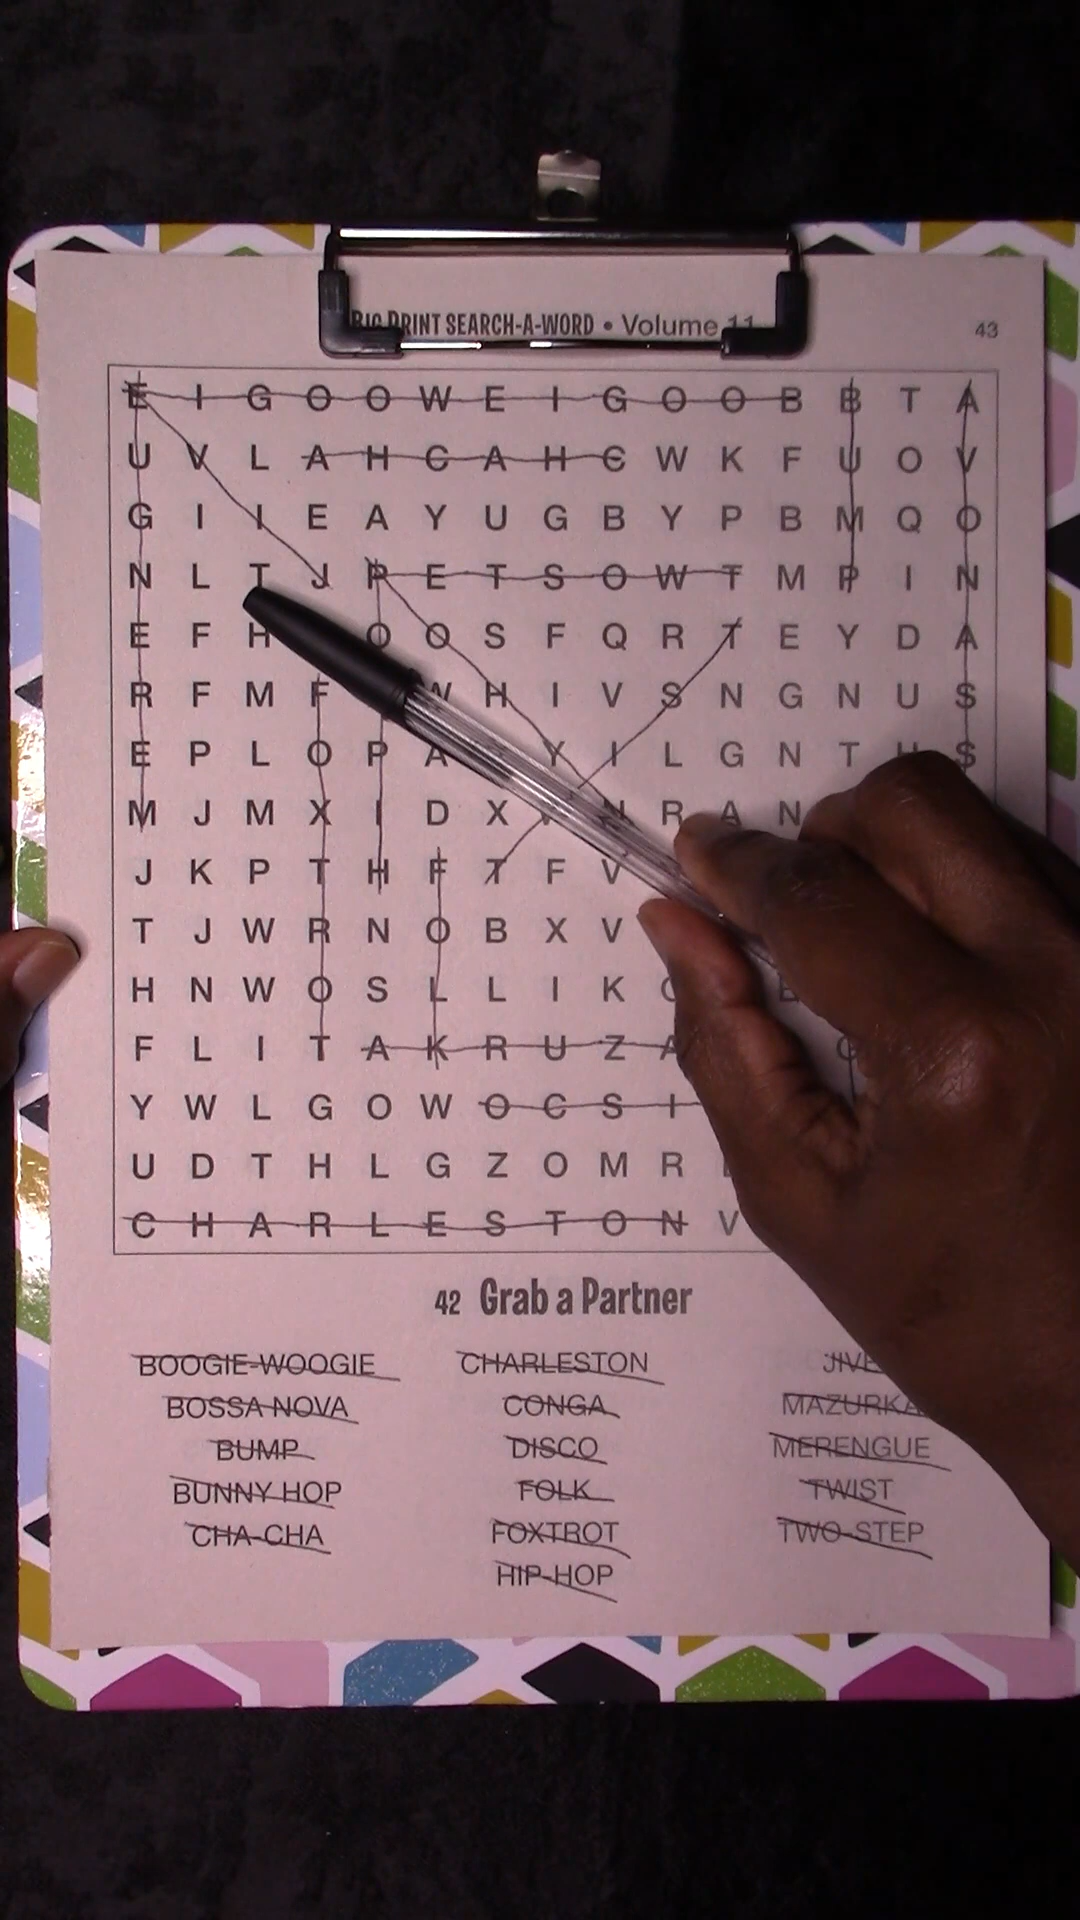 BIG PRINT SEARCH-A-WORD • Volume 11 43
E I G O O W E I G O O B B T A
U V L A H C A H C W K F U O V
G I I E A Y U G B Y P B M Q O
N L T J P E T S O W T M P I N
E F H O O S F Q R T E Y D A
R F M F W H I V S N G N U S
E P L O P A Y I L G N T U S
M J M X I D X N R A N
J K P T H F T F V
T J W R N O B X V
H N W O S L L I K
F L I T A K R U Z A
Y W L G O W O C S I
U D T H L G Z O M R
C H A R L E S T O N V
42 Grab a Partner
BOOGIE-WOOGIE CHARLESTON JIVE
BOSSA NOVA CONGA MAZURKA
BUMP DISCO MERENGUE
BUNNY HOP FOLK TWIST
CHA-CHA FOXTROT TWO-STEP
HIP-HOP